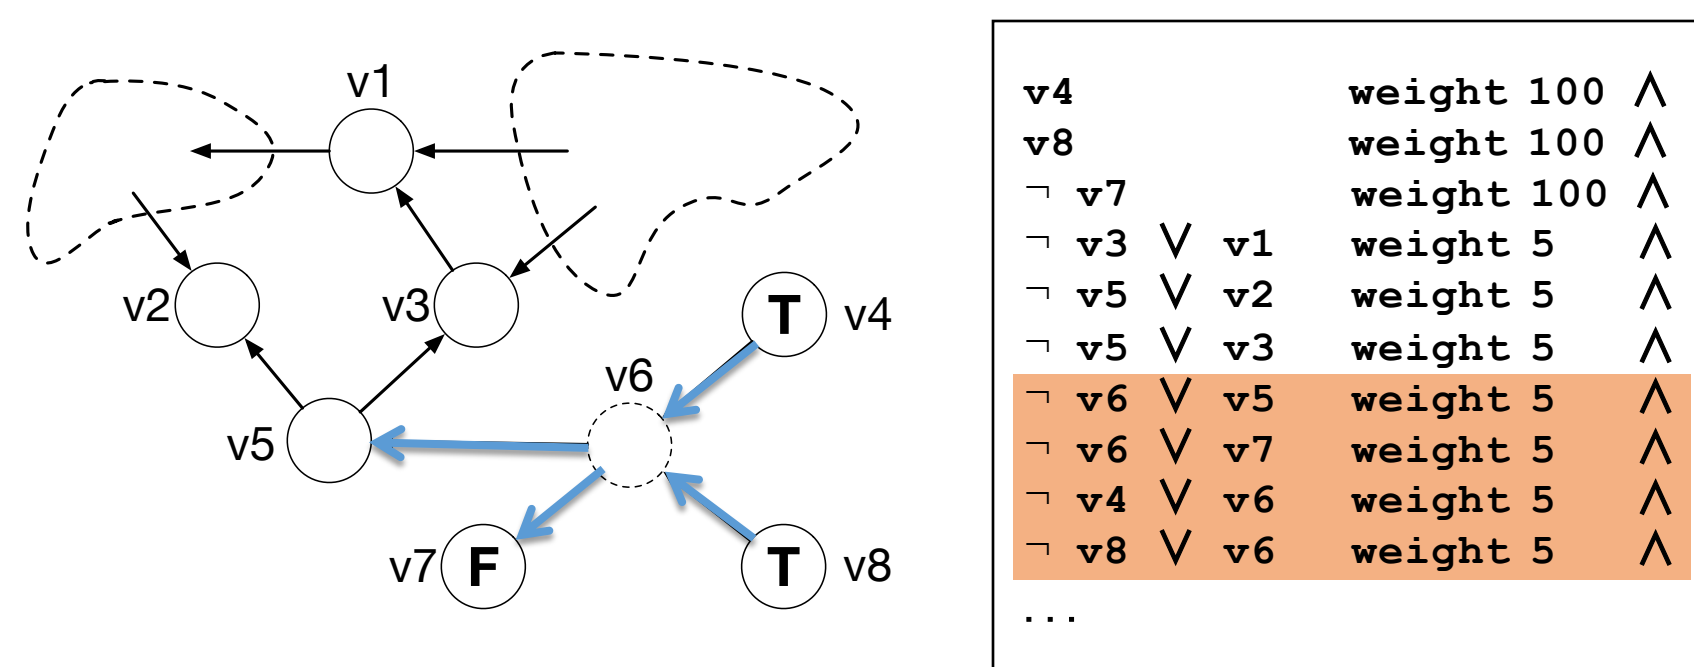 v1
v2
v3
T v4
v6
v5
v7 F
T v8
v4 weight 100 ∧
v8 weight 100 ∧
¬ v7 weight 100 ∧
¬ v3 ∨ v1 weight 5 ∧
¬ v5 ∨ v2 weight 5 ∧
¬ v5 ∨ v3 weight 5 ∧
¬ v6 ∨ v5 weight 5 ∧
¬ v6 ∨ v7 weight 5 ∧
¬ v4 ∨ v6 weight 5 ∧
¬ v8 ∨ v6 weight 5 ∧
...